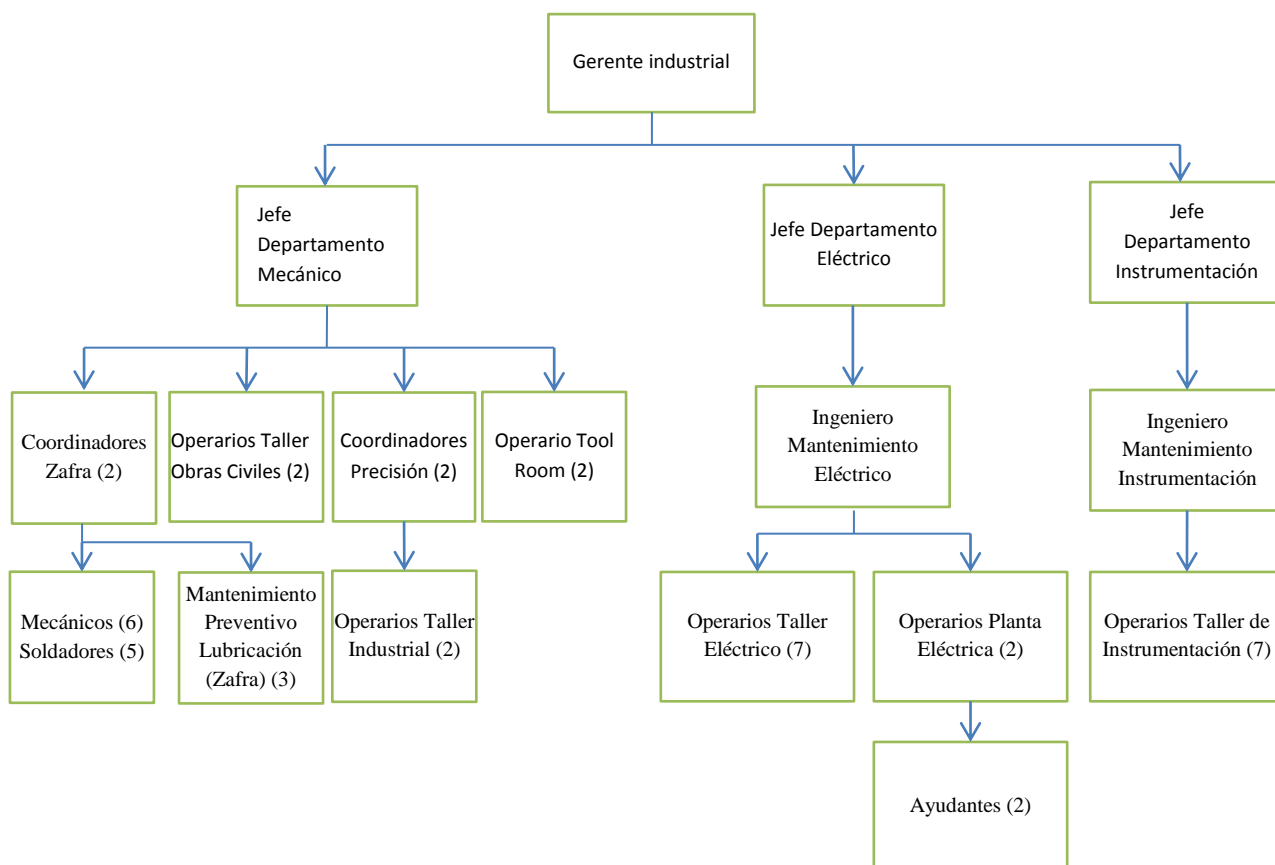 Gerente industrial
Jefe
Departamento
Mecánico
Jefe Departamento
Eléctrico
Jefe
Departamento
Instrumentación
Coordinadores
Zafra (2)
Operarios Taller
Obras Civiles (2)
Coordinadores
Precisión (2)
Operario Tool
Room (2)
Ingeniero
Mantenimiento
Eléctrico
Ingeniero
Mantenimiento
Instrumentación
Mecánicos (6)
Soldadores (5)
Mantenimiento
Preventivo
Lubricación
(Zafra) (3)
Operarios Taller
Industrial (2)
Operarios Taller
Eléctrico (7)
Operarios Planta
Eléctrica (2)
Operarios Taller de
Instrumentación (7)
Ayudantes (2)